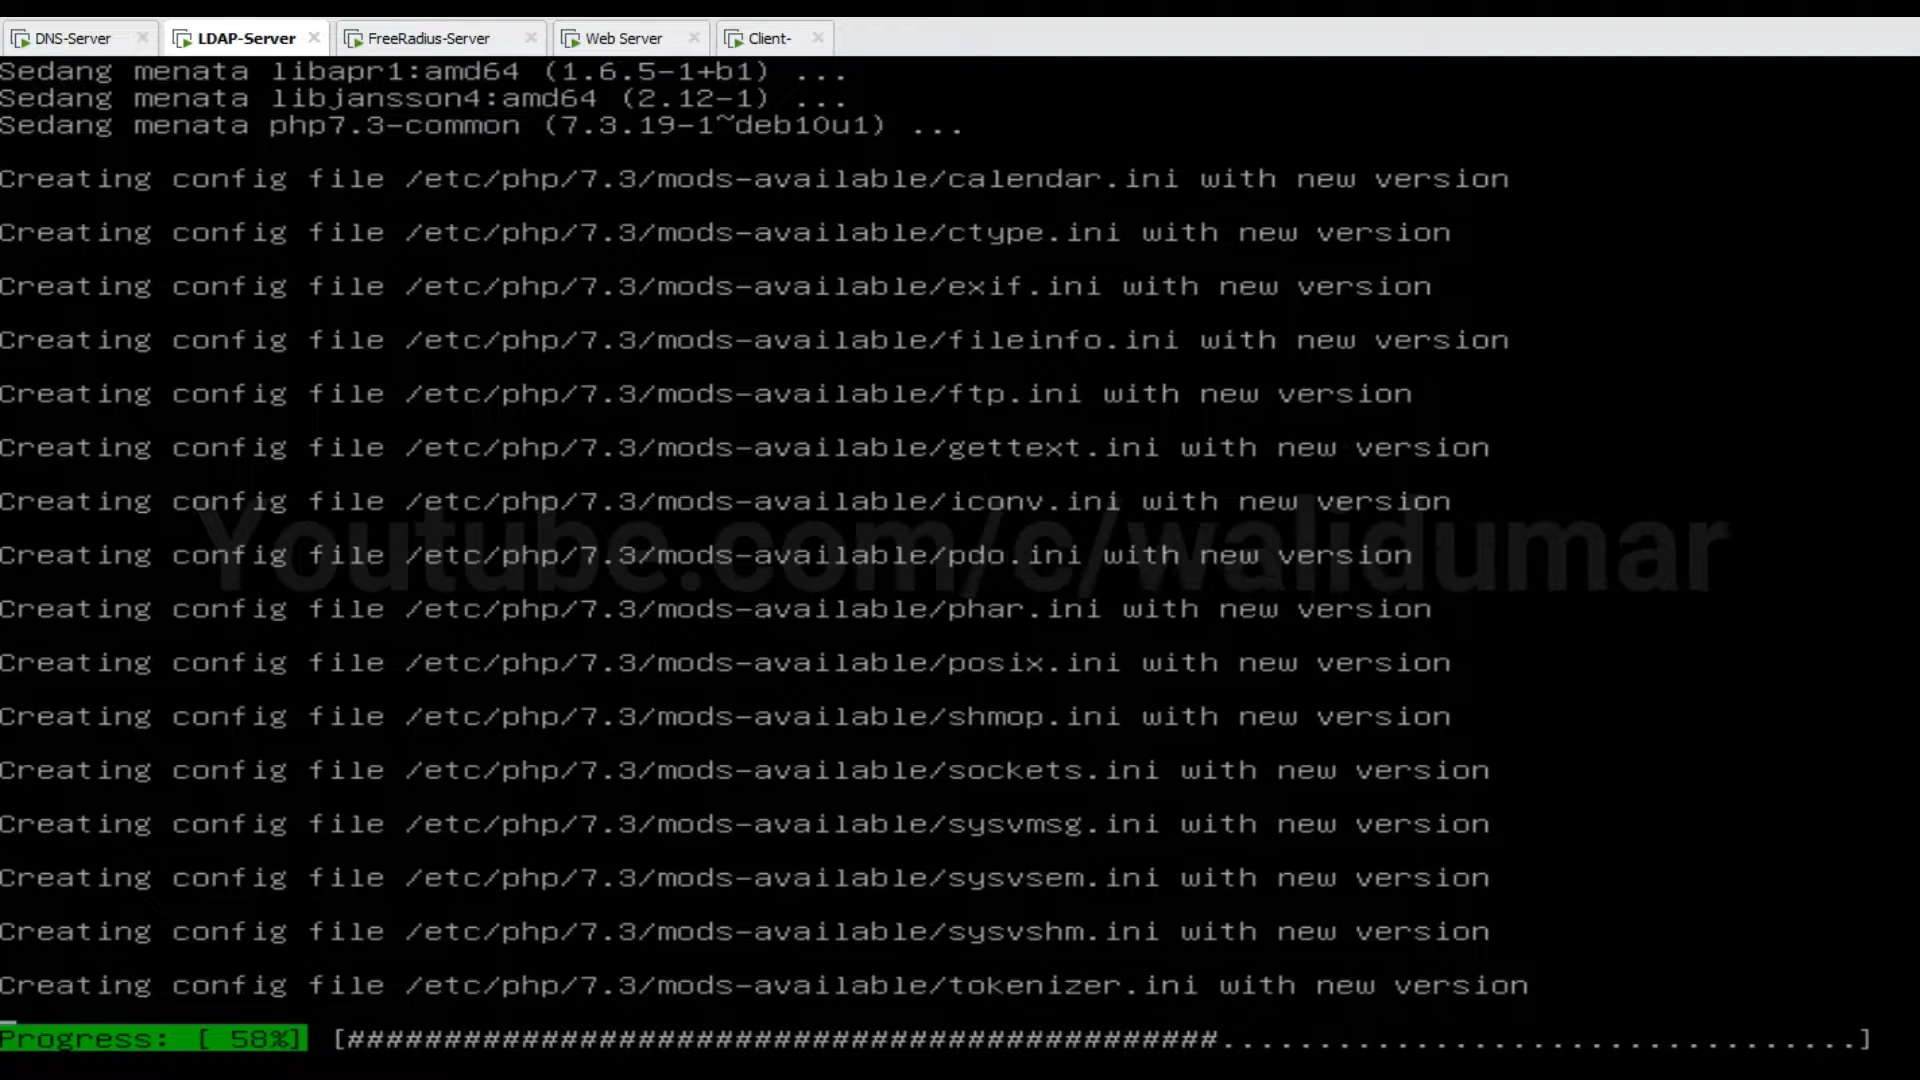 DNS-Server LDAP-Server FreeRadius-Server Web Server Client-
Sedang menata libapr1:amd64 (1.6.5-1+b1) ...
Sedang menata libjansson4:amd64 (2.12-1) ...
Sedang menata php7.3-common (7.3.19-1~deb10u1) ...
Creating config file /etc/php/7.3/mods-available/calendar.ini with new version
Creating config file /etc/php/7.3/mods-available/ctype.ini with new version
Creating config file /etc/php/7.3/mods-available/exif.ini with new version
Creating config file /etc/php/7.3/mods-available/fileinfo.ini with new version
Creating config file /etc/php/7.3/mods-available/ftp.ini with new version
Creating config file /etc/php/7.3/mods-available/gettext.ini with new version
Creating config file /etc/php/7.3/mods-available/iconv.ini with new version
Youtube.com/c/walidumar
Creating config file /etc/php/7.3/mods-available/pdo.ini with new version
Creating config file /etc/php/7.3/mods-available/phar.ini with new version
Creating config file /etc/php/7.3/mods-available/posix.ini with new version
Creating config file /etc/php/7.3/mods-available/shmop.ini with new version
Creating config file /etc/php/7.3/mods-available/sockets.ini with new version
Creating config file /etc/php/7.3/mods-available/sysvmsg.ini with new version
Creating config file /etc/php/7.3/mods-available/sysvsem.ini with new version
Creating config file /etc/php/7.3/mods-available/sysvshm.ini with new version
Creating config file /etc/php/7.3/mods-available/tokenizer.ini with new version
Progress: [ 58%] [#############################################.................................]